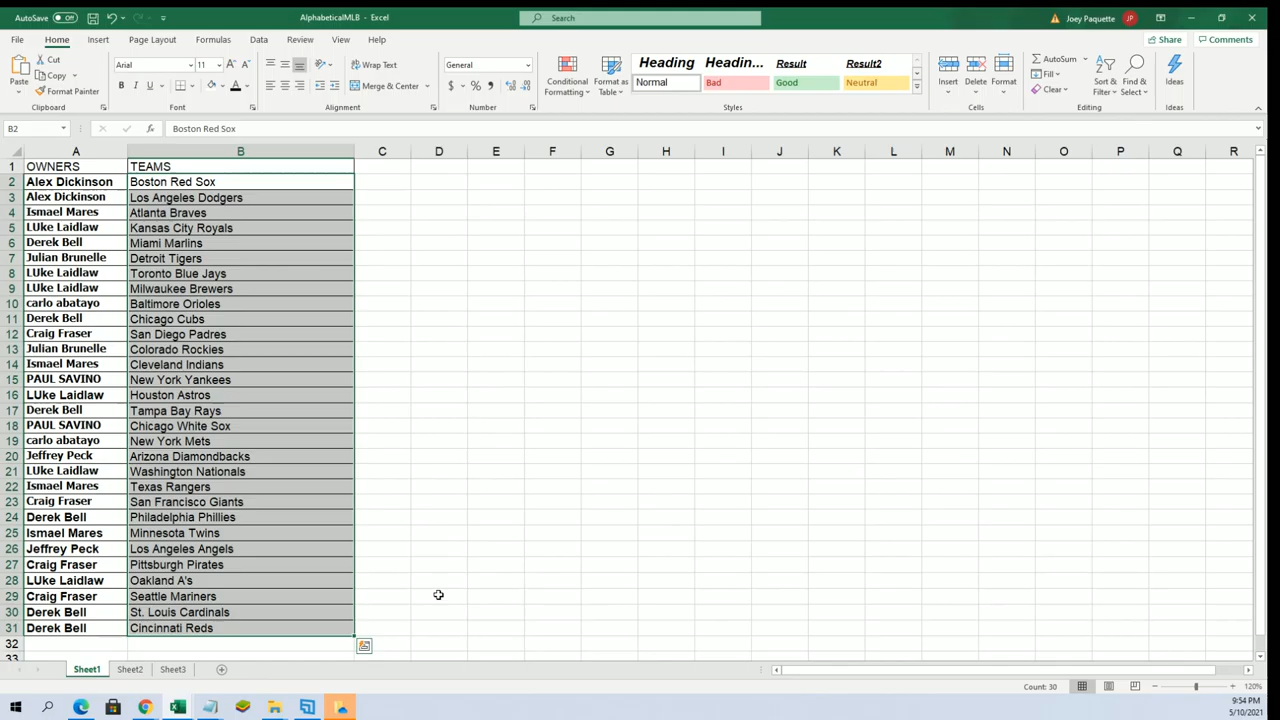 AutoSave Off AlphabeticalMLB - Excel Search Joey Paquette JP
File Home Insert Page Layout Formulas Data Review View Help Share Comments
Paste Cut Copy Format Painter Clipboard
Arial 11 A A B I U A Font
Wrap Text Merge & Center Alignment
General $ % , Number
Conditional Formatting Format as Table
Heading Headin... Result Result2
Normal Bad Good Neutral
Styles
Insert Delete Format Cells
AutoSum Fill Clear Sort & Filter Find & Select Editing
Ideas Ideas
B2 fx Boston Red Sox
A B C D E F G H I J K L M N O P Q R
1 OWNERS TEAMS
2 Alex Dickinson Boston Red Sox
3 Alex Dickinson Los Angeles Dodgers
4 Ismael Mares Atlanta Braves
5 LUke Laidlaw Kansas City Royals
6 Derek Bell Miami Marlins
7 Julian Brunelle Detroit Tigers
8 LUke Laidlaw Toronto Blue Jays
9 LUke Laidlaw Milwaukee Brewers
10 carlo abatayo Baltimore Orioles
11 Derek Bell Chicago Cubs
12 Craig Fraser San Diego Padres
13 Julian Brunelle Colorado Rockies
14 Ismael Mares Cleveland Indians
15 PAUL SAVINO New York Yankees
16 LUke Laidlaw Houston Astros
17 Derek Bell Tampa Bay Rays
18 PAUL SAVINO Chicago White Sox
19 carlo abatayo New York Mets
20 Jeffrey Peck Arizona Diamondbacks
21 LUke Laidlaw Washington Nationals
22 Ismael Mares Texas Rangers
23 Craig Fraser San Francisco Giants
24 Derek Bell Philadelphia Phillies
25 Ismael Mares Minnesota Twins
26 Jeffrey Peck Los Angeles Angels
27 Craig Fraser Pittsburgh Pirates
28 LUke Laidlaw Oakland A's
29 Craig Fraser Seattle Mariners
30 Derek Bell St. Louis Cardinals
31 Derek Bell Cincinnati Reds
32
33
Sheet1 Sheet2 Sheet3
Count: 30 120%
9:54 PM
5/10/2021